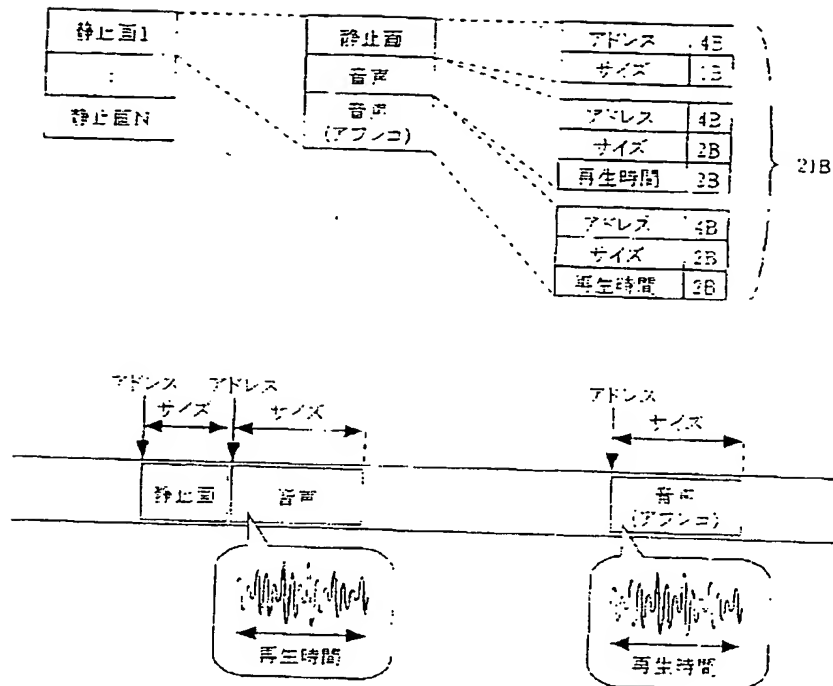 静止画1
:
静止画N
静止画
音声
音声
(アフレコ)
アドレス 4B
サイズ 1B
アドレス 4B
サイズ 2B
再生時間 2B
アドレス 4B
サイズ 2B
再生時間 2B
21B
アドレス アドレス
サイズ サイズ
静止画 音声
再生時間
アドレス
サイズ
音声
(アフレコ)
再生時間